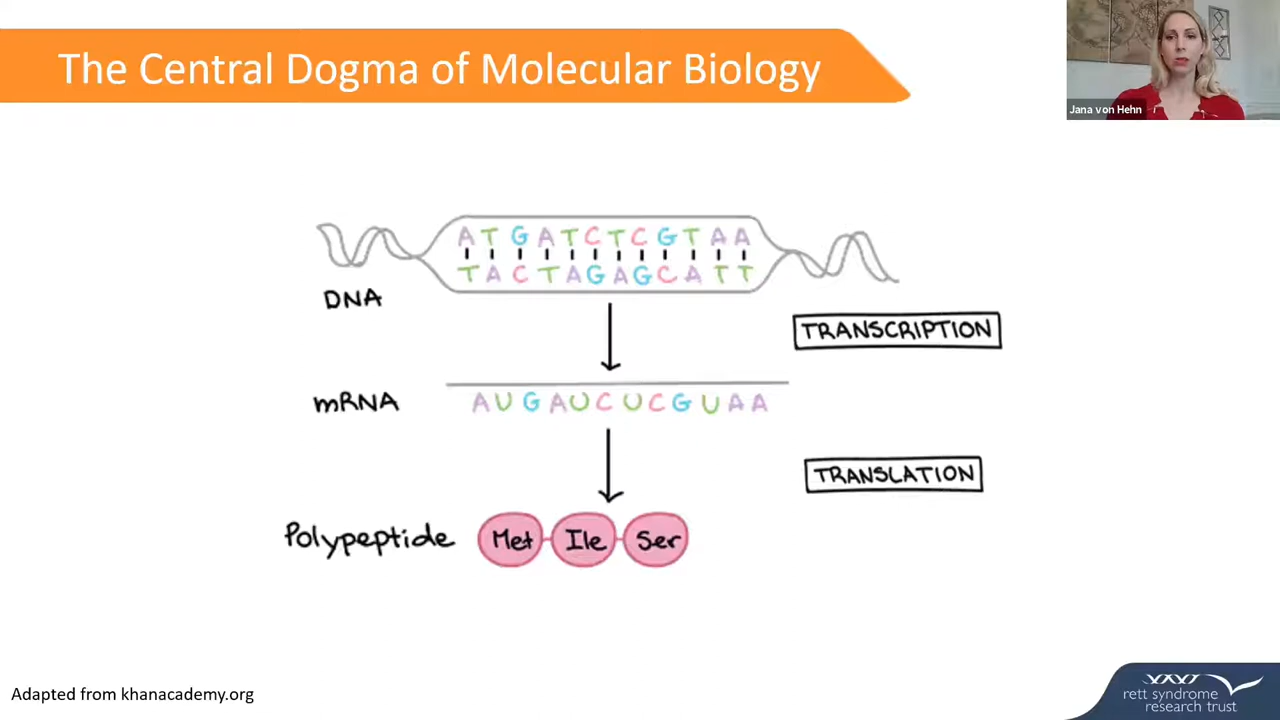 The Central Dogma of Molecular Biology
Jana von Hehn
ATGATCTCGTAA
TACTAGAGCATT
DNA
TRANSCRIPTION
mRNA
AUGAUCUCGUAA
TRANSLATION
Polypeptide Met Ile Ser
Adapted from khanacademy.org
rett syndrome
research trust